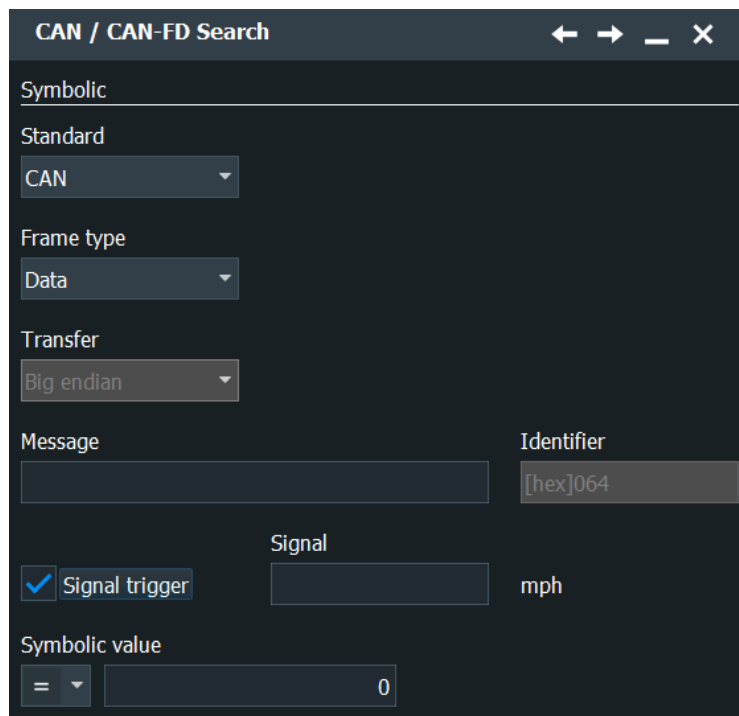 CAN / CAN-FD Search
Symbolic
Standard
CAN
Frame type
Data
Transfer
Big endian
Message Identifier
[hex]064
Signal
Signal trigger mph
Symbolic value
= 0